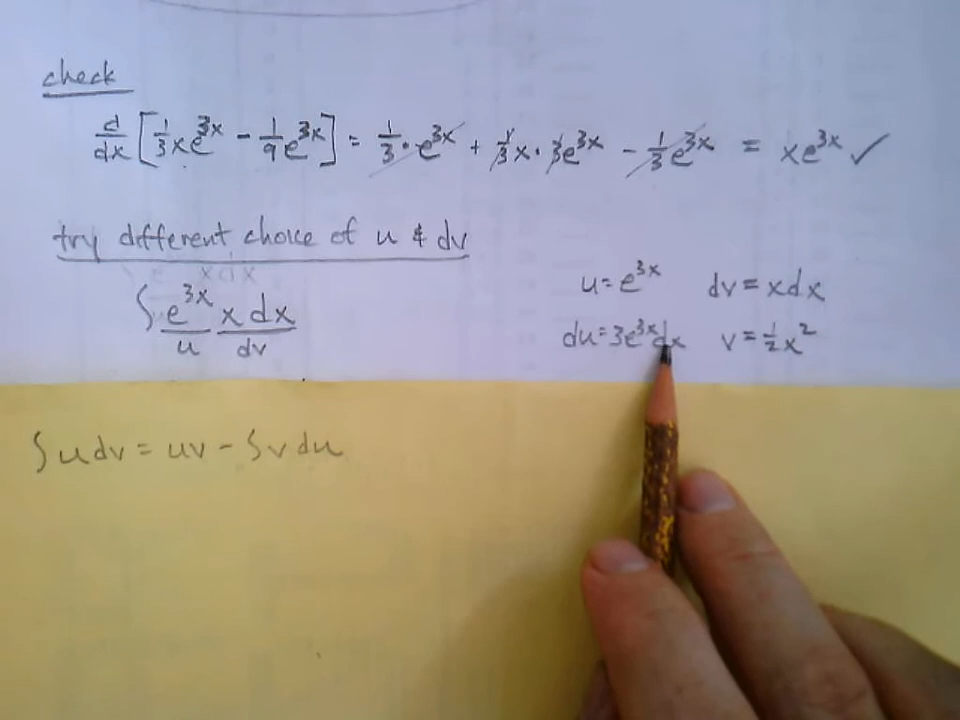 check
d/dx [1/3 xe^3x - 1/9 e^3x] = 1/3 · e^3x + 1/3 x · 3e^3x - 1/3 e^3x = xe^3x ✓
try different choice of u & dv
∫ e^3x x dx
u dv
u = e^3x dv = x dx
du = 3e^3x dx v = 1/2 x^2
∫ u dv = uv - ∫ v du